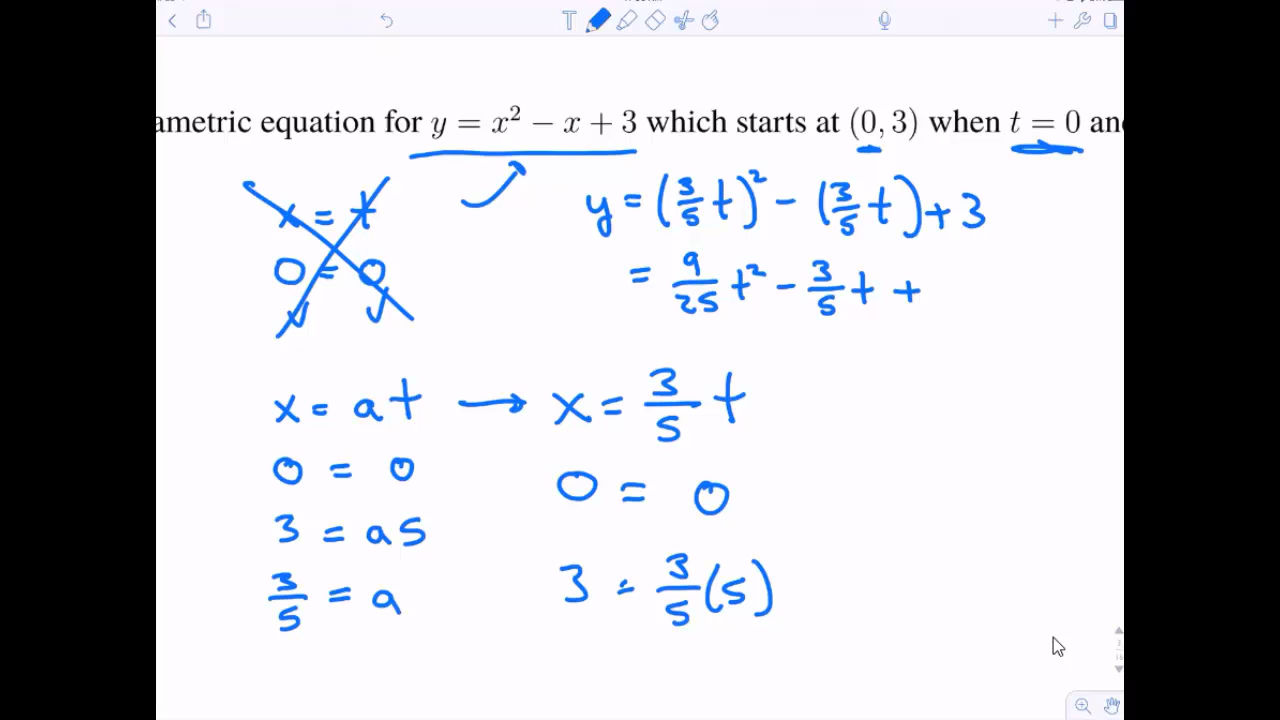 ametric equation for y = x² − x + 3 which starts at (0, 3) when t = 0 and
x = t
0 = 0
y = (3/5 t)² − (3/5 t) + 3
= 9/25 t² − 3/5 t +
x = at → x = 3/5 t
0 = 0
0 = 0
3 = a5
3 = 3/5 (5)
3/5 = a